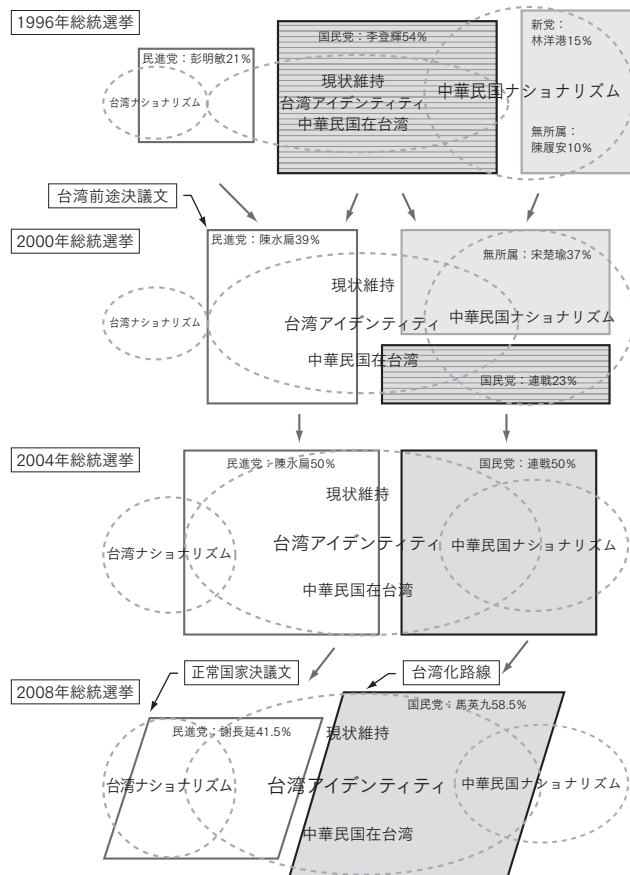 1996年総統選挙
国民党：李登輝54%
新党：
林洋港15%
民進党：彭明敏21%
現状維持
台湾ナショナリズム
台湾アイデンティティ
中華民国在台湾
中華民国ナショナリズム
無所属：
陳履安10%
台湾前途決議文
2000年総統選挙
民進党：陳水扁39%
無所属：宋楚瑜37%
現状維持
台湾ナショナリズム
台湾アイデンティティ
中華民国ナショナリズム
中華民国在台湾
国民党：連戦23%
2004年総統選挙
民進党：陳水扁50%
国民党：連戦50%
現状維持
台湾ナショナリズム
台湾アイデンティティ
中華民国ナショナリズム
中華民国在台湾
正常国家決議文
台湾化路線
2008年総統選挙
国民党：馬英九58.5%
民進党：謝長廷41.5%
現状維持
台湾ナショナリズム
台湾アイデンティティ
中華民国ナショナリズム
中華民国在台湾